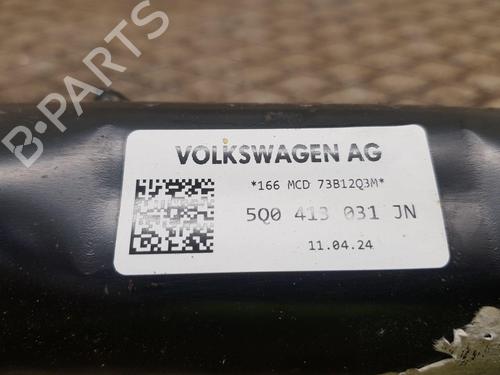 B-PARTS
VOLKSWAGEN AG
*166 MCD 73B12Q3M*
5Q0 413 031 JN
11.04.24